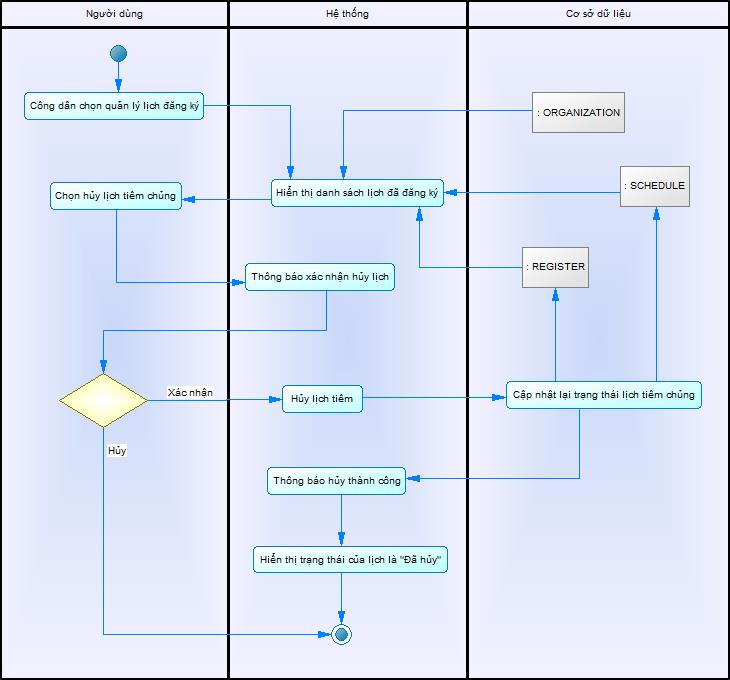 Người dùng
Hệ thống
Cơ sở dữ liệu
Công dân chọn quản lý lịch đăng ký
: ORGANIZATION
Chọn hủy lịch tiêm chủng
Hiển thị danh sách lịch đã đăng ký
: SCHEDULE
Thông báo xác nhận hủy lịch
: REGISTER
Xác nhận
Hủy lịch tiêm
Cập nhật lại trạng thái lịch tiêm chủng
Hủy
Thông báo hủy thành công
Hiển thị trạng thái của lịch là "Đã hủy"